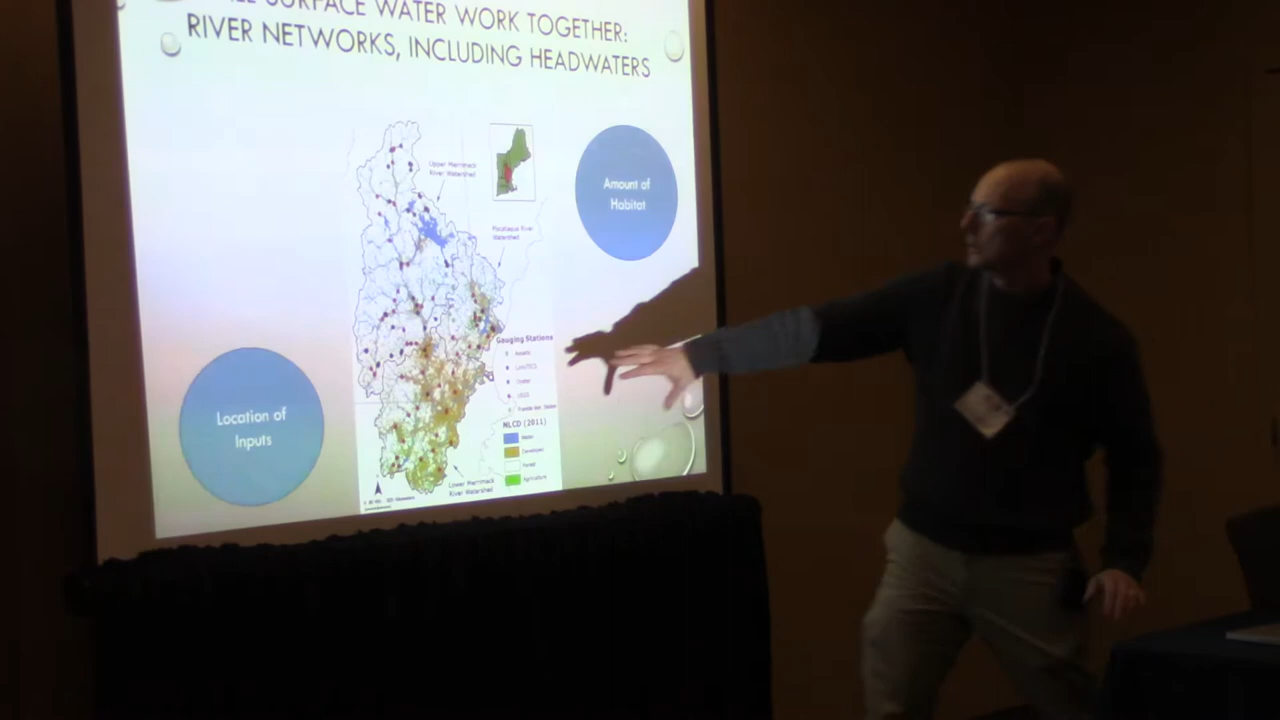 SURFACE WATER WORK TOGETHER:
RIVER NETWORKS, INCLUDING HEADWATERS
Upper Merrimack
River Watershed
Amount of
Habitat
Piscataqua River
Watershed
Gauging Stations
USGS
NLCD (2011)
Water
Developed
Forest
Agriculture
Location of
Inputs
Lower Merrimack
River Watershed